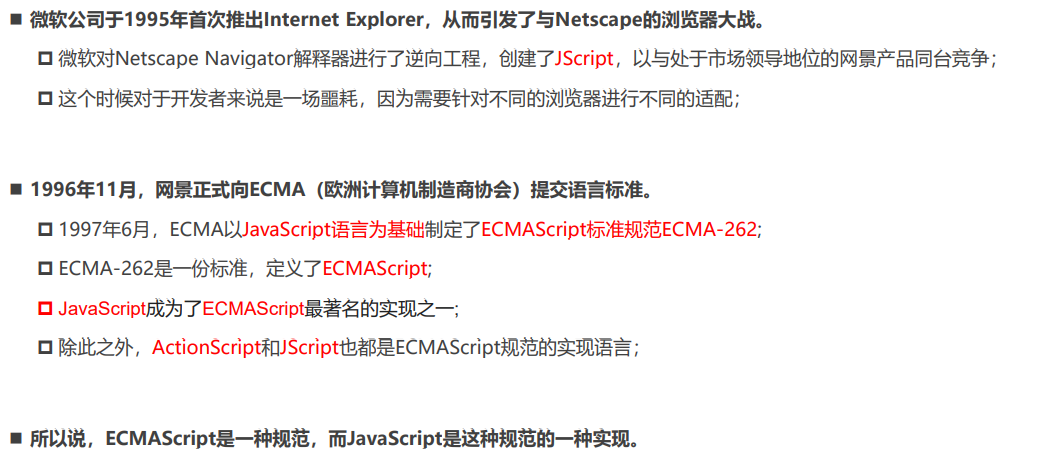 微软公司于1995年首次推出Internet Explorer，从而引发了与Netscape的浏览器大战。
微软对Netscape Navigator解释器进行了逆向工程，创建了JScript，以与处于市场领导地位的网景产品同台竞争；
这个时候对于开发者来说是一场噩耗，因为需要针对不同的浏览器进行不同的适配；
1996年11月，网景正式向ECMA（欧洲计算机制造商协会）提交语言标准。
1997年6月，ECMA以JavaScript语言为基础制定了ECMAScript标准规范ECMA-262;
ECMA-262是一份标准，定义了ECMAScript;
JavaScript成为了ECMAScript最著名的实现之一;
除此之外，ActionScript和JScript也都是ECMAScript规范的实现语言；
所以说，ECMAScript是一种规范，而JavaScript是这种规范的一种实现。